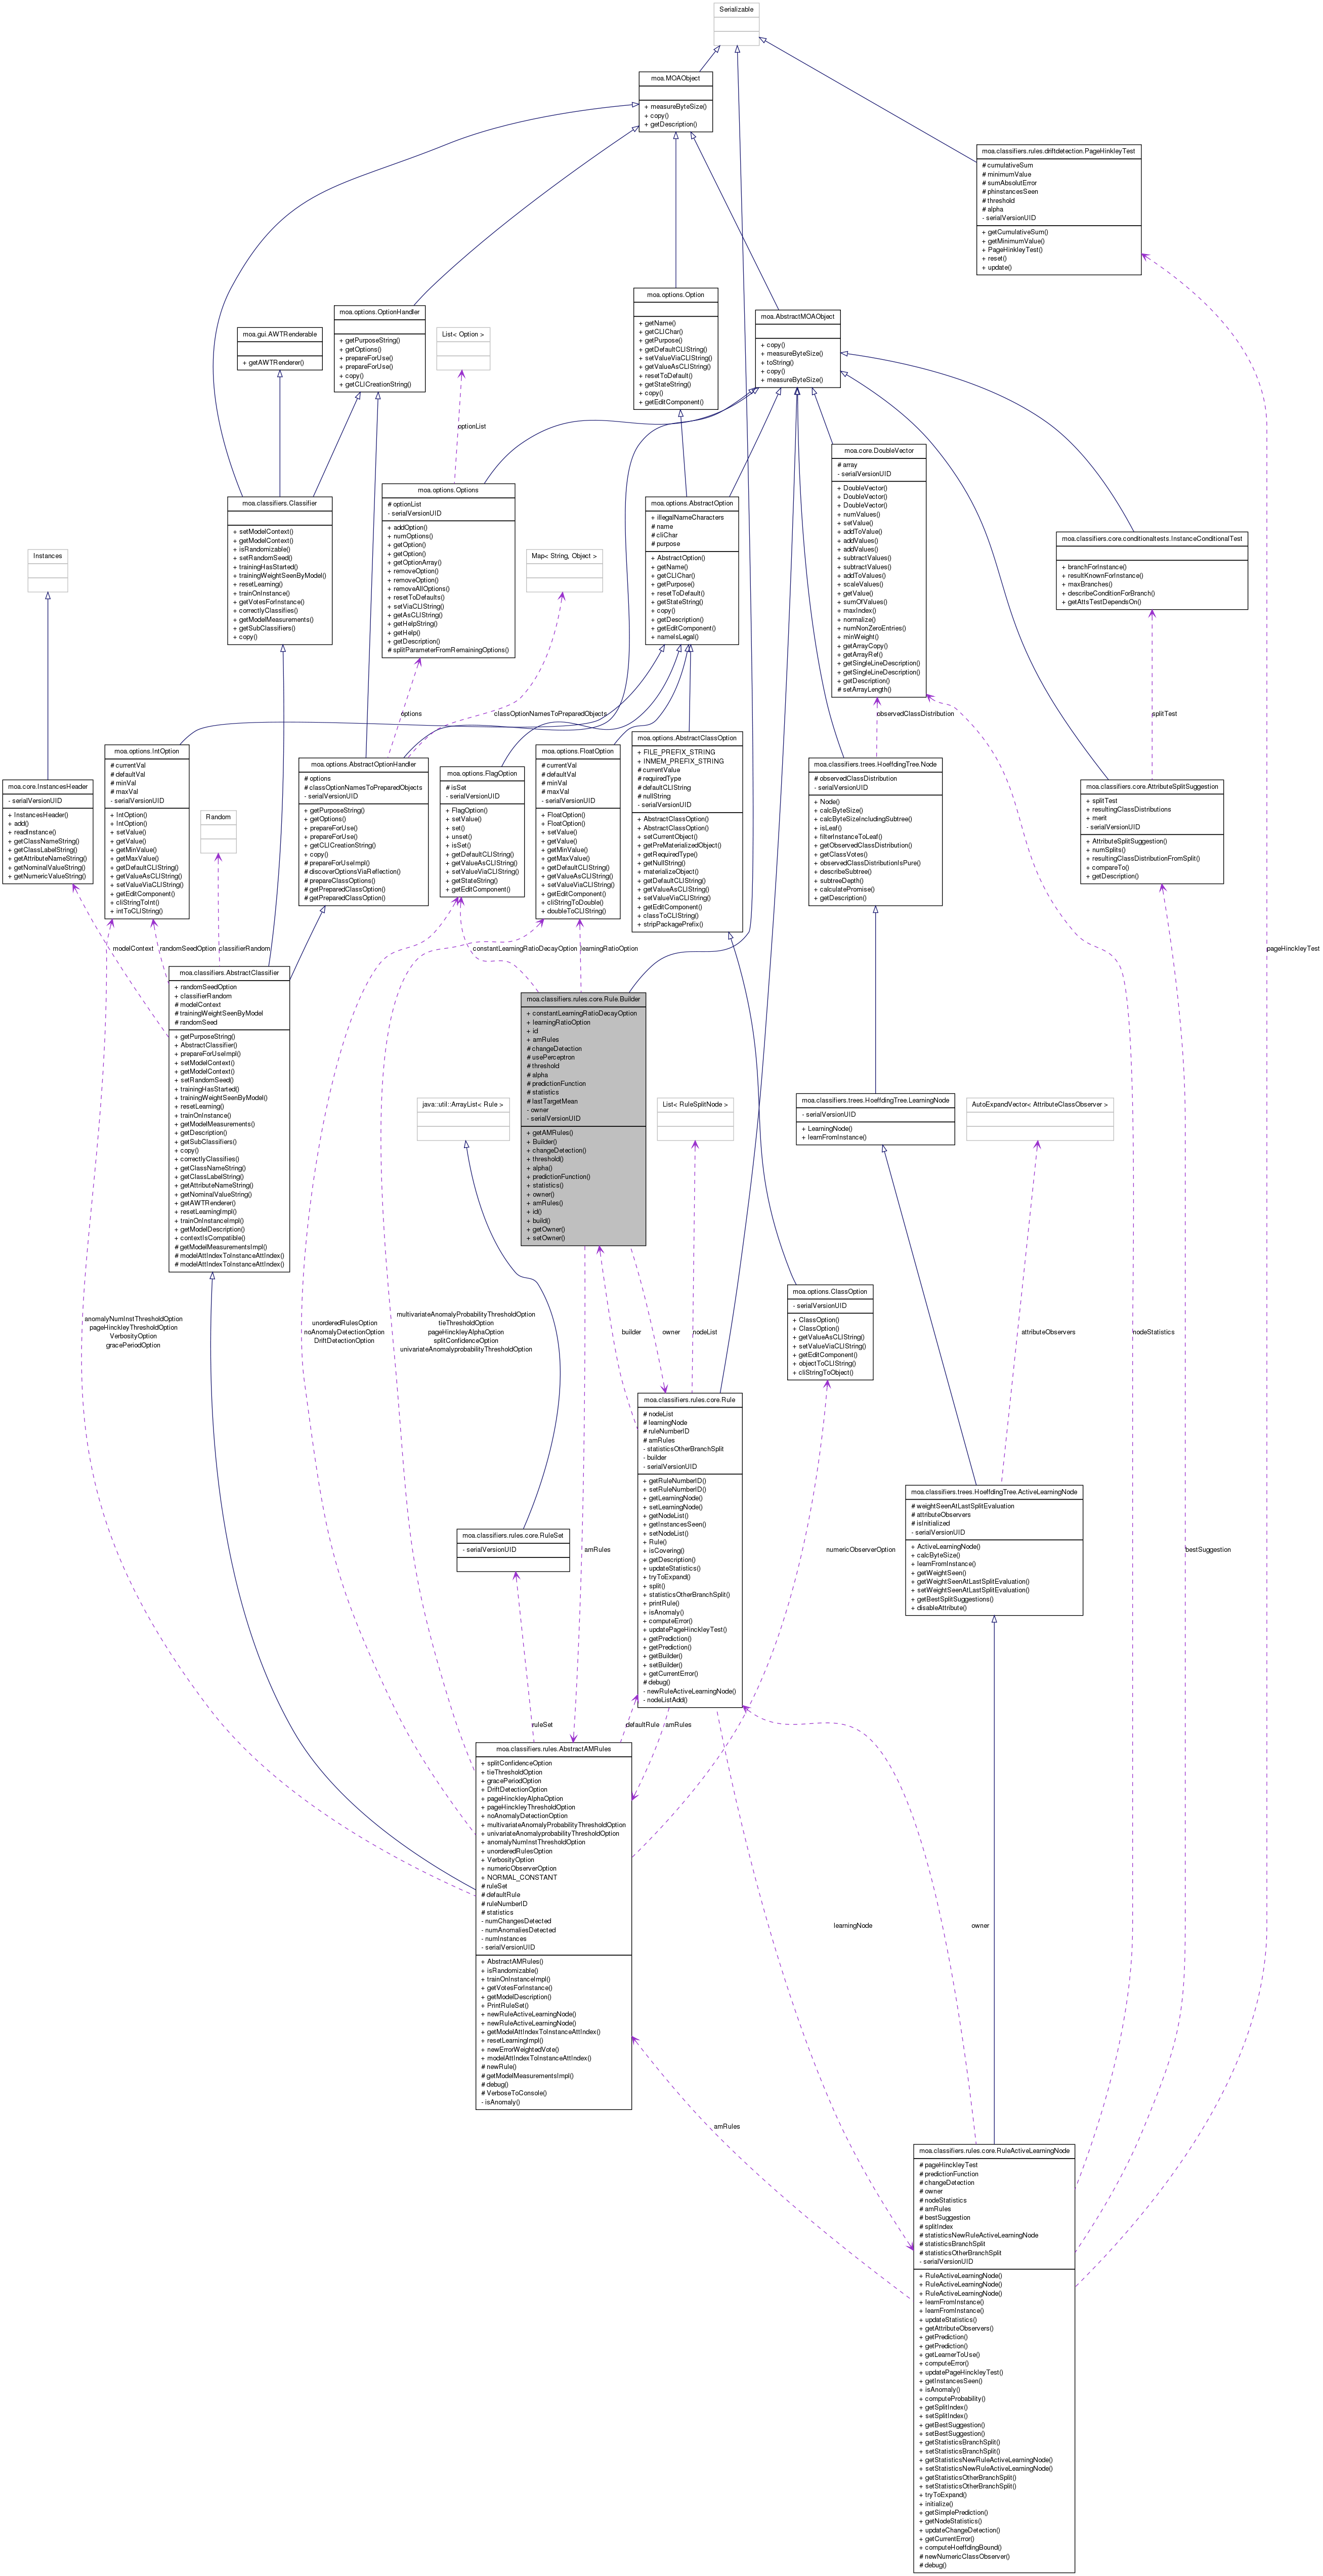 Serializable
moa.MOAObject
+ measureByteSize()
+ copy()
+ getDescription()
moa.classifiers.rules.driftdetection.PageHinkleyTest
# cumulativeSum
# minimumValue
# sumAbsolutError
# phinstancesSeen
# threshold
# alpha
- serialVersionUID
+ getCumulativeSum()
+ getMinimumValue()
+ PageHinkleyTest()
+ reset()
+ update()
moa.options.Option
+ getName()
+ getCLIChar()
+ getPurpose()
+ getDefaultCLIString()
+ setValueViaCLIString()
+ getValueAsCLIString()
+ resetToDefault()
+ getStateString()
+ copy()
+ getEditComponent()
moa.options.OptionHandler
+ getPurposeString()
+ getOptions()
+ prepareForUse()
+ prepareForUse()
+ copy()
+ getCLICreationString()
moa.AbstractMOAObject
+ copy()
+ measureByteSize()
+ toString()
+ copy()
+ measureByteSize()
moa.gui.AWTRenderable
+ getAWTRenderer()
List< Option >
optionList
moa.core.DoubleVector
# array
- serialVersionUID
+ DoubleVector()
+ DoubleVector()
+ DoubleVector()
+ numValues()
+ setValue()
+ addToValue()
+ addValues()
+ addValues()
+ subtractValues()
+ subtractValues()
+ addToValues()
+ scaleValues()
+ getValue()
+ sumOfValues()
+ maxIndex()
+ normalize()
+ numNonZeroEntries()
+ minWeight()
+ getArrayCopy()
+ getArrayRef()
+ getSingleLineDescription()
+ getSingleLineDescription()
+ getDescription()
# setArrayLength()
moa.options.Options
# optionList
- serialVersionUID
+ addOption()
+ numOptions()
+ getOption()
+ getOption()
+ getOptionArray()
+ removeOption()
+ removeOption()
+ removeAllOptions()
+ resetToDefaults()
+ setViaCLIString()
+ getAsCLIString()
+ getHelpString()
+ getHelp()
+ getDescription()
# splitParameterFromRemainingOptions()
moa.classifiers.Classifier
+ setModelContext()
+ getModelContext()
+ isRandomizable()
+ setRandomSeed()
+ trainingHasStarted()
+ trainingWeightSeenByModel()
+ resetLearning()
+ trainOnInstance()
+ getVotesForInstance()
+ correctlyClassifies()
+ getModelMeasurements()
+ getSubClassifiers()
+ copy()
moa.options.AbstractOption
+ illegalNameCharacters
# name
# cliChar
# purpose
+ AbstractOption()
+ getName()
+ getCLIChar()
+ getPurpose()
+ resetToDefault()
+ getStateString()
+ copy()
+ getDescription()
+ getEditComponent()
+ nameIsLegal()
moa.classifiers.core.conditionaltests.InstanceConditionalTest
+ branchForInstance()
+ resultKnownForInstance()
+ maxBranches()
+ describeConditionForBranch()
+ getAttsTestDependsOn()
Instances
Map< String, Object >
options
classOptionNamesToPreparedObjects
observedClassDistribution
splitTest
moa.options.IntOption
# currentVal
# defaultVal
# minVal
# maxVal
- serialVersionUID
+ IntOption()
+ IntOption()
+ setValue()
+ getValue()
+ getMinValue()
+ getMaxValue()
+ getDefaultCLIString()
+ getValueAsCLIString()
+ setValueViaCLIString()
+ getEditComponent()
+ cliStringToInt()
+ intToCLIString()
moa.options.AbstractClassOption
+ FILE_PREFIX_STRING
+ INMEM_PREFIX_STRING
# currentValue
# requiredType
# defaultCLIString
# nullString
- serialVersionUID
+ AbstractClassOption()
+ AbstractClassOption()
+ setCurrentObject()
+ getPreMaterializedObject()
+ getRequiredType()
+ getNullString()
+ materializeObject()
+ getDefaultCLIString()
+ getValueAsCLIString()
+ setValueViaCLIString()
+ getEditComponent()
+ classToCLIString()
+ stripPackagePrefix()
moa.options.FloatOption
# currentVal
# defaultVal
# minVal
# maxVal
- serialVersionUID
+ FloatOption()
+ FloatOption()
+ setValue()
+ getValue()
+ getMinValue()
+ getMaxValue()
+ getDefaultCLIString()
+ getValueAsCLIString()
+ setValueViaCLIString()
+ getEditComponent()
+ cliStringToDouble()
+ doubleToCLIString()
moa.options.AbstractOptionHandler
# options
# classOptionNamesToPreparedObjects
- serialVersionUID
+ getPurposeString()
+ getOptions()
+ prepareForUse()
+ prepareForUse()
+ getCLICreationString()
+ copy()
# prepareForUseImpl()
# discoverOptionsViaReflection()
# prepareClassOptions()
# getPreparedClassOption()
# getPreparedClassOption()
moa.options.FlagOption
# isSet
- serialVersionUID
+ FlagOption()
+ setValue()
+ set()
+ unset()
+ isSet()
+ getDefaultCLIString()
+ getValueAsCLIString()
+ setValueViaCLIString()
+ getStateString()
+ getEditComponent()
moa.classifiers.trees.HoeffdingTree.Node
# observedClassDistribution
- serialVersionUID
+ Node()
+ calcByteSize()
+ calcByteSizeIncludingSubtree()
+ isLeaf()
+ filterInstanceToLeaf()
+ getObservedClassDistribution()
+ getClassVotes()
+ observedClassDistributionIsPure()
+ describeSubtree()
+ subtreeDepth()
+ calculatePromise()
+ getDescription()
moa.core.InstancesHeader
- serialVersionUID
+ InstancesHeader()
+ add()
+ readInstance()
+ getClassNameString()
+ getClassLabelString()
+ getAttributeNameString()
+ getNominalValueString()
+ getNumericValueString()
moa.classifiers.core.AttributeSplitSuggestion
+ splitTest
+ resultingClassDistributions
+ merit
- serialVersionUID
+ AttributeSplitSuggestion()
+ numSplits()
+ resultingClassDistributionFromSplit()
+ compareTo()
+ getDescription()
Random
modelContext
randomSeedOption
classifierRandom
constantLearningRatioDecayOption
learningRatioOption
pageHinckleyTest
moa.classifiers.AbstractClassifier
+ randomSeedOption
+ classifierRandom
# modelContext
# trainingWeightSeenByModel
# randomSeed
+ getPurposeString()
+ AbstractClassifier()
+ prepareForUseImpl()
+ setModelContext()
+ getModelContext()
+ setRandomSeed()
+ trainingHasStarted()
+ trainingWeightSeenByModel()
+ resetLearning()
+ trainOnInstance()
+ getModelMeasurements()
+ getDescription()
+ getSubClassifiers()
+ copy()
+ correctlyClassifies()
+ getClassNameString()
+ getClassLabelString()
+ getAttributeNameString()
+ getNominalValueString()
+ getAWTRenderer()
+ resetLearningImpl()
+ trainOnInstanceImpl()
+ getModelDescription()
+ contextIsCompatible()
# getModelMeasurementsImpl()
# modelAttIndexToInstanceAttIndex()
# modelAttIndexToInstanceAttIndex()
moa.classifiers.rules.core.Rule.Builder
+ constantLearningRatioDecayOption
+ learningRatioOption
+ id
+ amRules
# changeDetection
# usePerceptron
# threshold
# alpha
# predictionFunction
# statistics
# lastTargetMean
- owner
- serialVersionUID
+ getAMRules()
+ Builder()
+ changeDetection()
+ threshold()
+ alpha()
+ predictionFunction()
+ statistics()
+ owner()
+ amRules()
+ id()
+ build()
+ getOwner()
+ setOwner()
java::util::ArrayList< Rule >
List< RuleSplitNode >
moa.classifiers.trees.HoeffdingTree.LearningNode
- serialVersionUID
+ LearningNode()
+ learnFromInstance()
AutoExpandVector< AttributeClassObserver >
moa.options.ClassOption
- serialVersionUID
+ ClassOption()
+ ClassOption()
+ getValueAsCLIString()
+ setValueViaCLIString()
+ getEditComponent()
+ objectToCLIString()
+ cliStringToObject()
anomalyNumInstThresholdOption
pageHinckleyThresholdOption
VerbosityOption
gracePeriodOption
unorderedRulesOption
noAnomalyDetectionOption
DriftDetectionOption
multivariateAnomalyProbabilityThresholdOption
tieThresholdOption
pageHinckleyAlphaOption
splitConfidenceOption
univariateAnomalyprobabilityThresholdOption
builder
owner
nodeList
attributeObservers
nodeStatistics
moa.classifiers.rules.core.Rule
# nodeList
# learningNode
# ruleNumberID
# amRules
- statisticsOtherBranchSplit
- builder
- serialVersionUID
+ getRuleNumberID()
+ setRuleNumberID()
+ getLearningNode()
+ setLearningNode()
+ getNodeList()
+ getInstancesSeen()
+ setNodeList()
+ Rule()
+ isCovering()
+ getDescription()
+ updateStatistics()
+ tryToExpand()
+ split()
+ statisticsOtherBranchSplit()
+ printRule()
+ isAnomaly()
+ computeError()
+ updatePageHinckleyTest()
+ getPrediction()
+ getPrediction()
+ getBuilder()
+ setBuilder()
+ getCurrentError()
# debug()
- newRuleActiveLearningNode()
- nodeListAdd()
moa.classifiers.trees.HoeffdingTree.ActiveLearningNode
# weightSeenAtLastSplitEvaluation
# attributeObservers
# isInitialized
- serialVersionUID
+ ActiveLearningNode()
+ calcByteSize()
+ learnFromInstance()
+ getWeightSeen()
+ getWeightSeenAtLastSplitEvaluation()
+ setWeightSeenAtLastSplitEvaluation()
+ getBestSplitSuggestions()
+ disableAttribute()
moa.classifiers.rules.core.RuleSet
- serialVersionUID
amRules
numericObserverOption
bestSuggestion
ruleSet
defaultRule
amRules
moa.classifiers.rules.AbstractAMRules
+ splitConfidenceOption
+ tieThresholdOption
+ gracePeriodOption
+ DriftDetectionOption
+ pageHinckleyAlphaOption
+ pageHinckleyThresholdOption
+ noAnomalyDetectionOption
+ multivariateAnomalyProbabilityThresholdOption
+ univariateAnomalyprobabilityThresholdOption
+ anomalyNumInstThresholdOption
+ unorderedRulesOption
+ VerbosityOption
+ numericObserverOption
+ NORMAL_CONSTANT
# ruleSet
# defaultRule
# ruleNumberID
# statistics
- numChangesDetected
- numAnomaliesDetected
- numInstances
- serialVersionUID
+ AbstractAMRules()
+ isRandomizable()
+ trainOnInstanceImpl()
+ getVotesForInstance()
+ getModelDescription()
+ PrintRuleSet()
+ newRuleActiveLearningNode()
+ newRuleActiveLearningNode()
+ getModelAttIndexToInstanceAttIndex()
+ resetLearningImpl()
+ newErrorWeightedVote()
+ modelAttIndexToInstanceAttIndex()
# newRule()
# getModelMeasurementsImpl()
# debug()
# VerboseToConsole()
- isAnomaly()
learningNode
owner
amRules
moa.classifiers.rules.core.RuleActiveLearningNode
# pageHinckleyTest
# predictionFunction
# changeDetection
# owner
# nodeStatistics
# amRules
# bestSuggestion
# splitIndex
# statisticsNewRuleActiveLearningNode
# statisticsBranchSplit
# statisticsOtherBranchSplit
- serialVersionUID
+ RuleActiveLearningNode()
+ RuleActiveLearningNode()
+ RuleActiveLearningNode()
+ learnFromInstance()
+ learnFromInstance()
+ updateStatistics()
+ getAttributeObservers()
+ getPrediction()
+ getPrediction()
+ getLearnerToUse()
+ computeError()
+ updatePageHinckleyTest()
+ getInstancesSeen()
+ isAnomaly()
+ computeProbability()
+ getSplitIndex()
+ setSplitIndex()
+ getBestSuggestion()
+ setBestSuggestion()
+ getStatisticsBranchSplit()
+ setStatisticsBranchSplit()
+ getStatisticsNewRuleActiveLearningNode()
+ setStatisticsNewRuleActiveLearningNode()
+ getStatisticsOtherBranchSplit()
+ setStatisticsOtherBranchSplit()
+ tryToExpand()
+ initialize()
+ getSimplePrediction()
+ getNodeStatistics()
+ updateChangeDetection()
+ getCurrentError()
+ computeHoeffdingBound()
# newNumericClassObserver()
# debug()